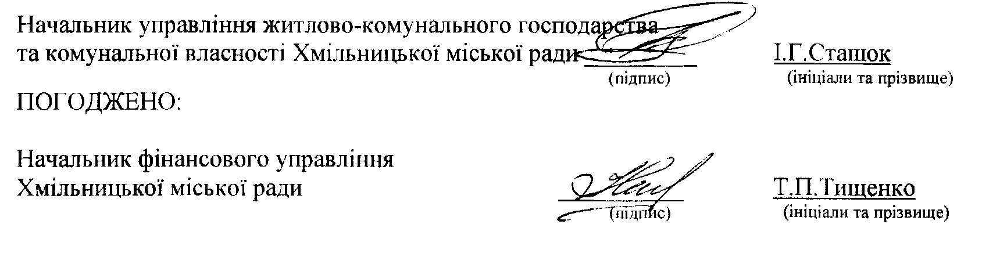 Начальник управління житлово-комунального господарства
та комунальної власності Хмільницької міської ради І.Г.Сташок
(підпис) (ініціали та прізвище)
ПОГОДЖЕНО:
Начальник фінансового управління
Хмільницької міської ради Т.П.Тищенко
(підпис) (ініціали та прізвище)